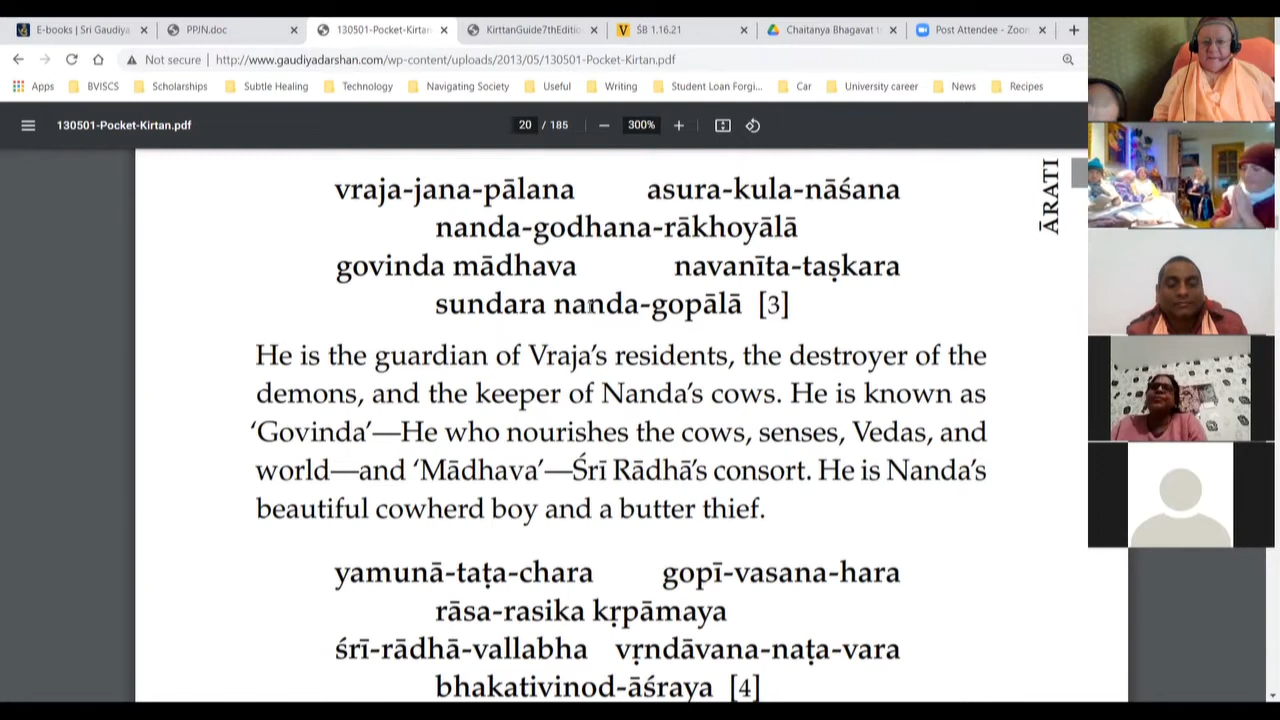 E-books | Sri Gaudiya
PPJN.doc
130501-Pocket-Kirtan
KirttanGuide7thEditio
ŚB 1.16.21
Chaitanya Bhagavat
Post Attendee - Zoom
Not secure | http://www.gaudiyadarshan.com/wp-content/uploads/2013/05/130501-Pocket-Kirtan.pdf
Apps BVISCS Scholarships Subtle Healing Technology Navigating Society Useful Writing Student Loan Forgi... Car University career News Recipes
130501-Pocket-Kirtan.pdf 20 / 185 300%
ĀRATI
vraja-jana-pālana asura-kula-nāśana
nanda-godhana-rākhoyālā
govinda mādhava navanīta-taṣkara
sundara nanda-gopālā [3]
He is the guardian of Vraja’s residents, the destroyer of the
demons, and the keeper of Nanda’s cows. He is known as
‘Govinda’—He who nourishes the cows, senses, Vedas, and
world—and ‘Mādhava’—Śrī Rādhā’s consort. He is Nanda’s
beautiful cowherd boy and a butter thief.
yamunā-taṭa-chara gopī-vasana-hara
rāsa-rasika kṛpāmaya
śrī-rādhā-vallabha vṛndāvana-naṭa-vara
bhakativinod-āśraya [4]